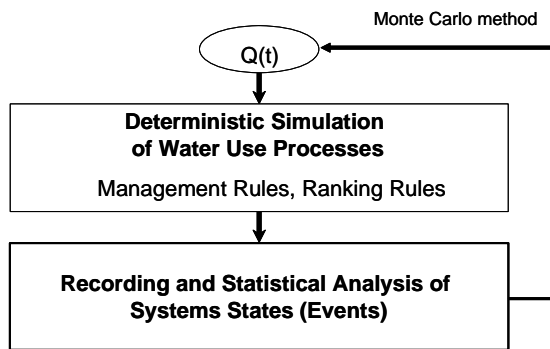 Monte Carlo method
Q(t)
Deterministic Simulation
of Water Use Processes
Management Rules, Ranking Rules
Recording and Statistical Analysis of
Systems States (Events)